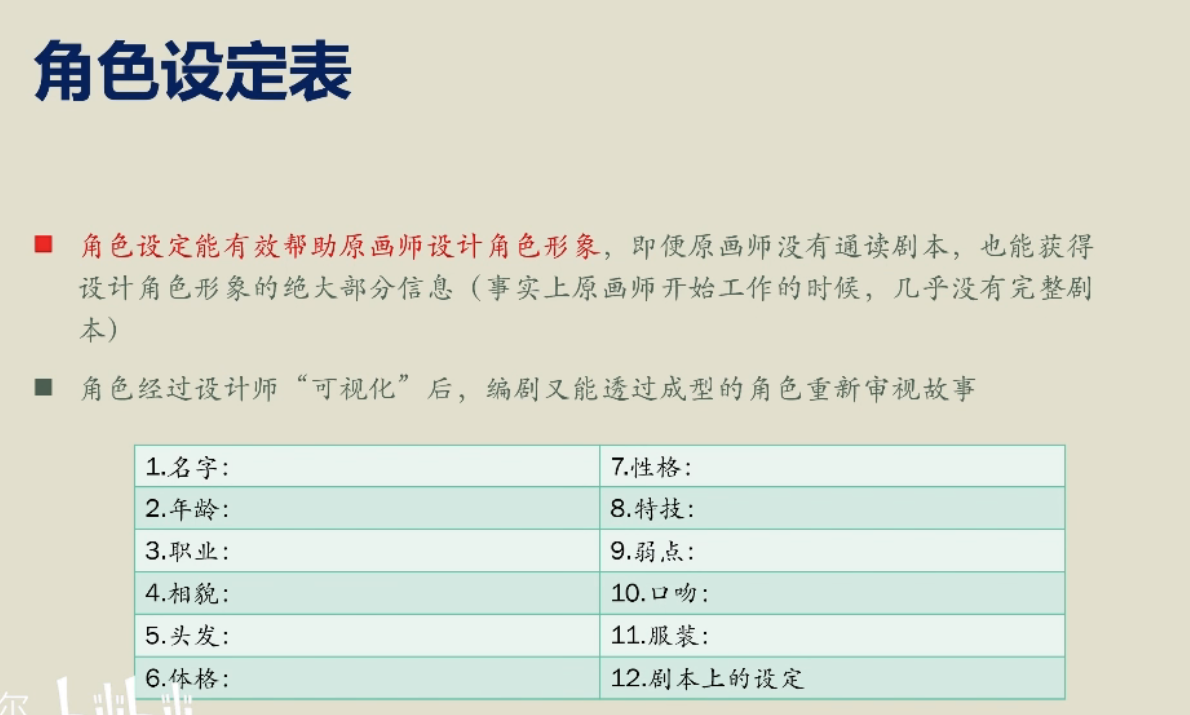 角色设定表
角色设定能有效帮助原画师设计角色形象，即便原画师没有通读剧本，也能获得
设计角色形象的绝大部分信息（事实上原画师开始工作的时候，几乎没有完整剧
本）
角色经过设计师“可视化”后，编剧又能透过成型的角色重新审视故事
1.名字：
7.性格：
2.年龄：
8.特技：
3.职业：
9.弱点：
4.相貌：
10.口吻：
5.头发：
11.服装：
6.体格：
12.剧本上的设定
尔